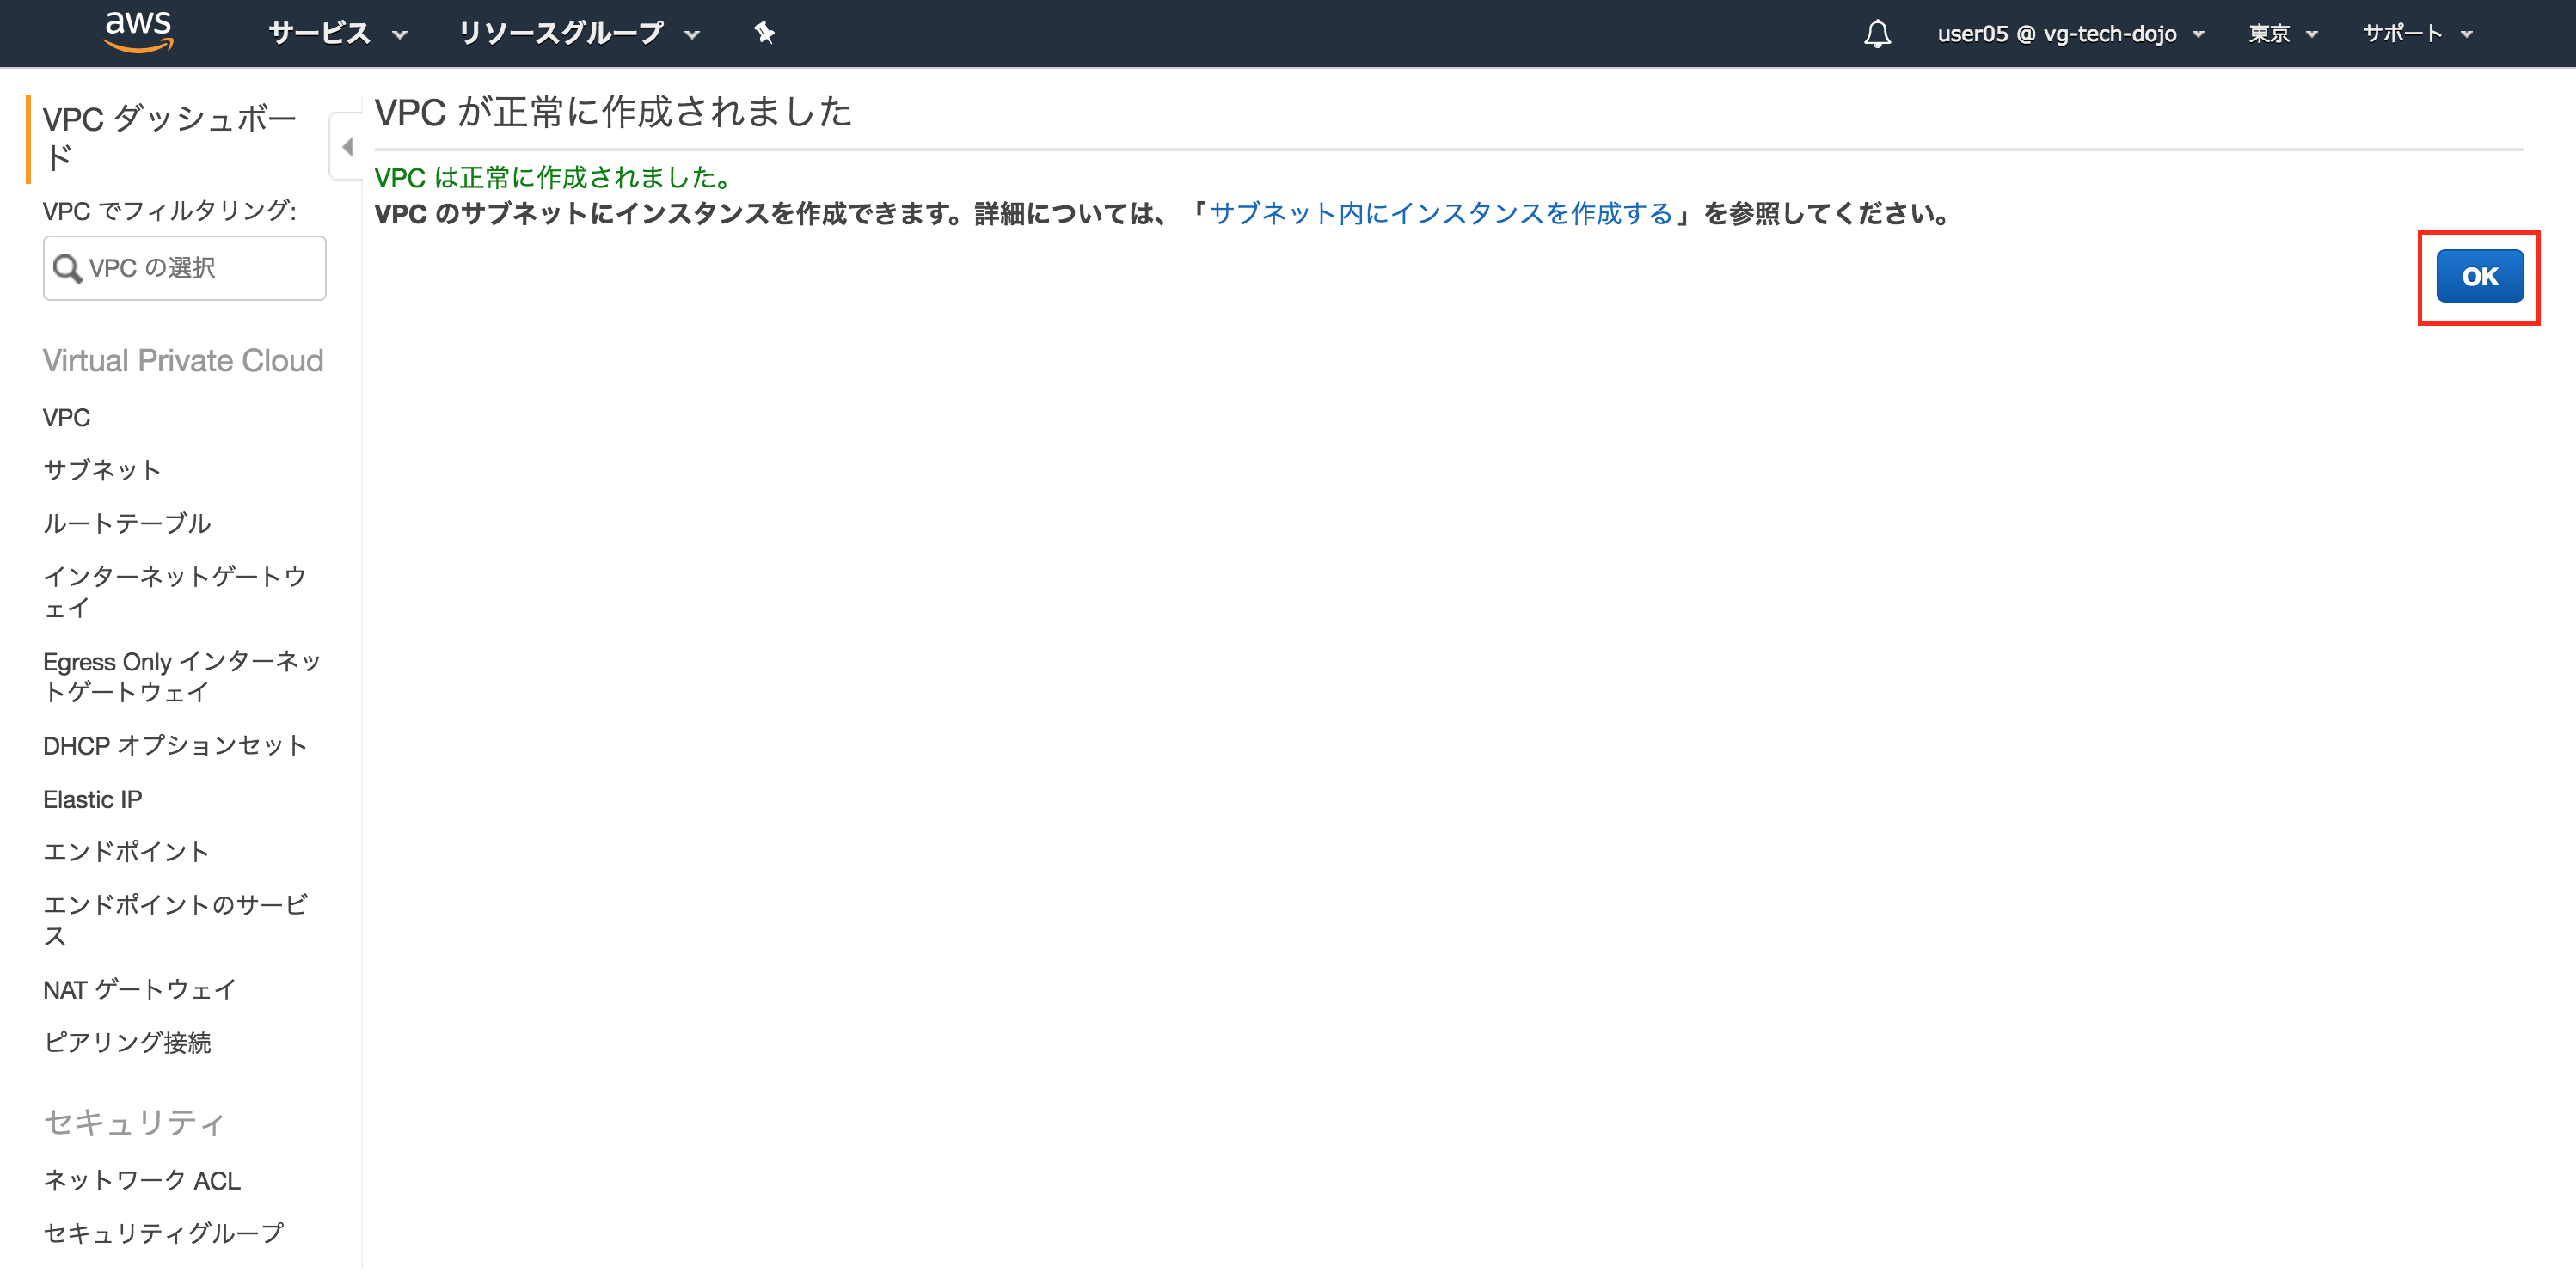 aws サービス リソースグループ user05 @ vg-tech-dojo 東京 サポート
VPC ダッシュボー
ド
VPC でフィルタリング:
VPC の選択
Virtual Private Cloud
VPC
サブネット
ルートテーブル
インターネットゲートウ
ェイ
Egress Only インターネッ
トゲートウェイ
DHCP オプションセット
Elastic IP
エンドポイント
エンドポイントのサービ
ス
NAT ゲートウェイ
ピアリング接続
セキュリティ
ネットワーク ACL
セキュリティグループ
VPC が正常に作成されました
VPC は正常に作成されました。
VPC のサブネットにインスタンスを作成できます。詳細については、「サブネット内にインスタンスを作成する」を参照してください。
OK